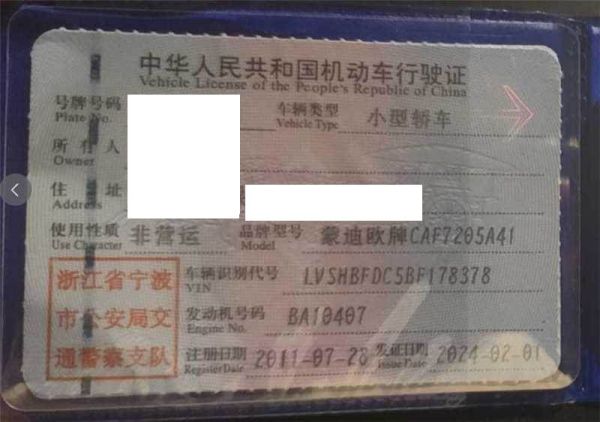 中华人民共和国机动车行驶证
Vehicle License of the People's Republic of China
号牌号码
Plate No.
车辆类型 小型轿车
Vehicle Type
所有人
Owner
住址
Address
使用性质 非营运 品牌型号 蒙迪欧牌CAF7205A41
Use Character Model
浙江省宁波
市公安局交
通警察支队
车辆识别代号 LVSHBFDC5BF178378
VIN
发动机号码 BA10407
Engine No.
注册日期 2011-07-28 发证日期 2024-02-01
Register Date Issue Date